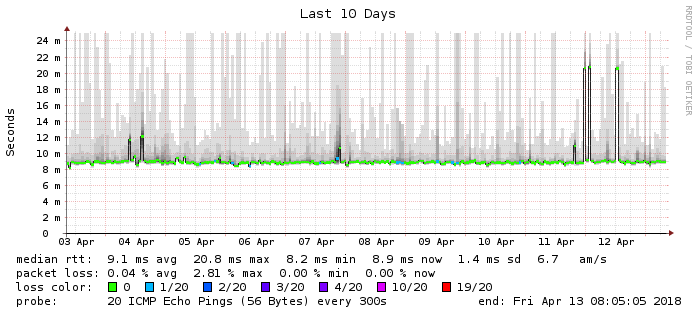 Last 10 Days
RRDTOOL / TOBI OETIKER
Seconds
24 m
22 m
20 m
18 m
16 m
14 m
12 m
10 m
8 m
6 m
4 m
2 m
0
03 Apr 04 Apr 05 Apr 06 Apr 07 Apr 08 Apr 09 Apr 10 Apr 11 Apr 12 Apr
median rtt: 9.1 ms avg 20.8 ms max 8.2 ms min 8.9 ms now 1.4 ms sd 6.7 am/s
packet loss: 0.04 % avg 2.81 % max 0.00 % min 0.00 % now
loss color: 0 1/20 2/20 3/20 4/20 10/20 19/20
probe: 20 ICMP Echo Pings (56 Bytes) every 300s end: Fri Apr 13 08:05:05 2018